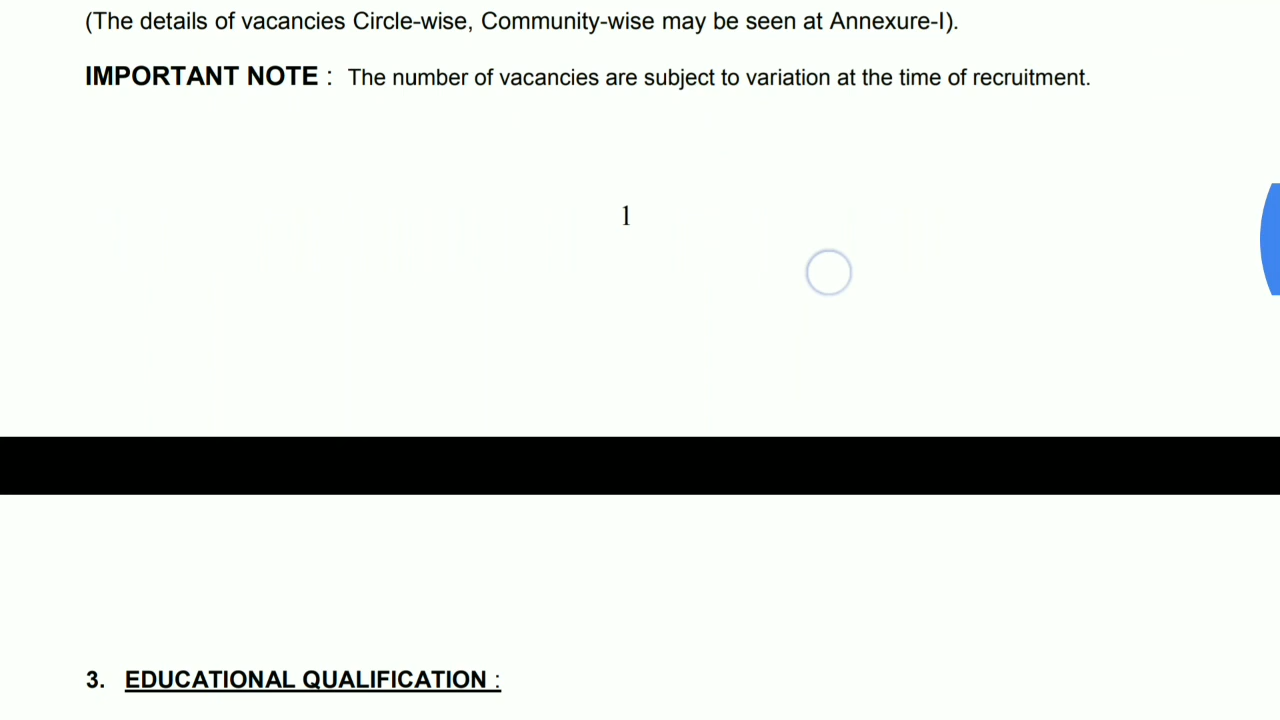 (The details of vacancies Circle-wise, Community-wise may be seen at Annexure-I).
IMPORTANT NOTE : The number of vacancies are subject to variation at the time of recruitment.
1
3. EDUCATIONAL QUALIFICATION :